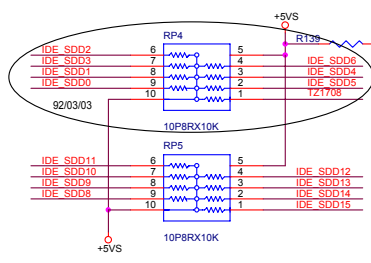 +5VS
RP4
R139
IDE_SDD2 6 5
IDE_SDD3 7 4 IDE_SDD6
IDE_SDD1 8 3 IDE_SDD4
IDE_SDD0 9 2 IDE_SDD5
10 1 TZ1708
92/03/03
10P8RX10K
RP5
IDE_SDD11 6 5
IDE_SDD10 7 4 IDE_SDD12
IDE_SDD9 8 3 IDE_SDD13
IDE_SDD8 9 2 IDE_SDD14
10 1 IDE_SDD15
10P8RX10K
+5VS